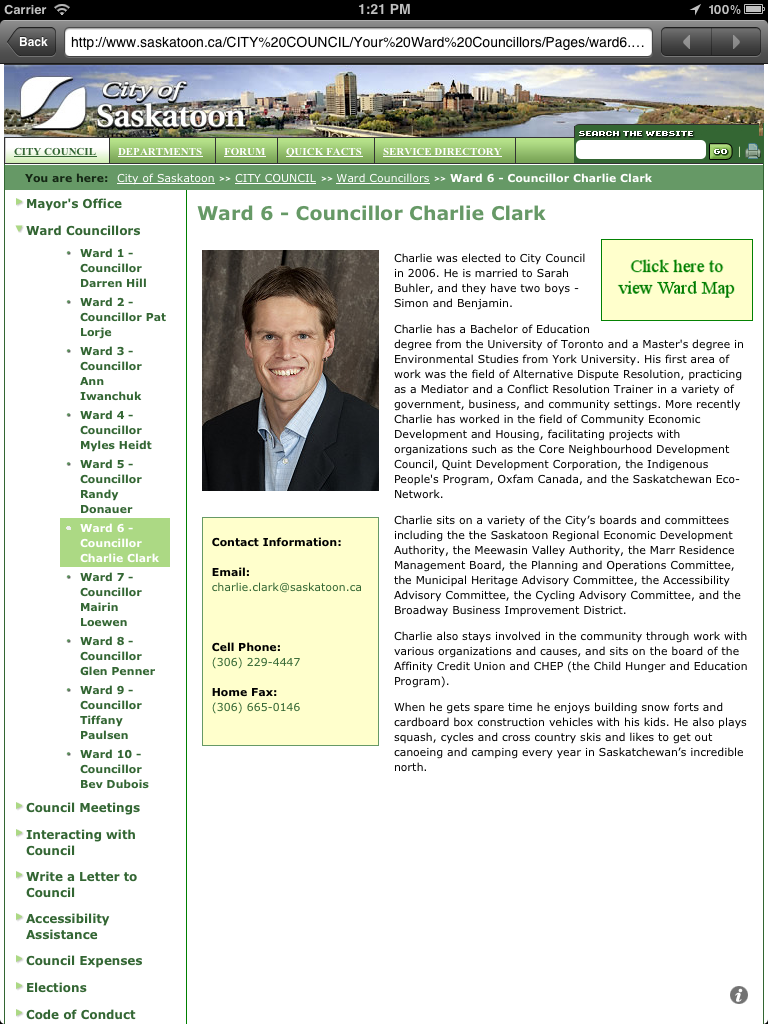 Carrier 1:21 PM 100%
Back http://www.saskatoon.ca/CITY%20COUNCIL/Your%20Ward%20Councillors/Pages/ward6....
City of
Saskatoon
SEARCH THE WEBSITE
CITY COUNCIL DEPARTMENTS FORUM QUICK FACTS SERVICE DIRECTORY GO |
You are here: City of Saskatoon >> CITY COUNCIL >> Ward Councillors >> Ward 6 - Councillor Charlie Clark
Mayor's Office
Ward Councillors
Ward 1 -
Councillor
Darren Hill
Ward 2 -
Councillor Pat
Lorje
Ward 3 -
Councillor
Ann
Iwanchuk
Ward 4 -
Councillor
Myles Heidt
Ward 5 -
Councillor
Randy
Donauer
Ward 6 -
Councillor
Charlie Clark
Ward 7 -
Councillor
Mairin
Loewen
Ward 8 -
Councillor
Glen Penner
Ward 9 -
Councillor
Tiffany
Paulsen
Ward 10 -
Councillor
Bev Dubois
Council Meetings
Interacting with
Council
Write a Letter to
Council
Accessibility
Assistance
Council Expenses
Elections
Code of Conduct
Ward 6 - Councillor Charlie Clark
Click here to
view Ward Map
Charlie was elected to City Council
in 2006. He is married to Sarah
Buhler, and they have two boys -
Simon and Benjamin.
Charlie has a Bachelor of Education
degree from the University of Toronto and a Master's degree in
Environmental Studies from York University. His first area of
work was the field of Alternative Dispute Resolution, practicing
as a Mediator and a Conflict Resolution Trainer in a variety of
government, business, and community settings. More recently
Charlie has worked in the field of Community Economic
Development and Housing, facilitating projects with
organizations such as the Core Neighbourhood Development
Council, Quint Development Corporation, the Indigenous
People's Program, Oxfam Canada, and the Saskatchewan Eco-
Network.
Charlie sits on a variety of the City’s boards and committees
including the the Saskatoon Regional Economic Development
Authority, the Meewasin Valley Authority, the Marr Residence
Management Board, the Planning and Operations Committee,
the Municipal Heritage Advisory Committee, the Accessibility
Advisory Committee, the Cycling Advisory Committee, and the
Broadway Business Improvement District.
Charlie also stays involved in the community through work with
various organizations and causes, and sits on the board of the
Affinity Credit Union and CHEP (the Child Hunger and Education
Program).
When he gets spare time he enjoys building snow forts and
cardboard box construction vehicles with his kids. He also plays
squash, cycles and cross country skis and likes to get out
canoeing and camping every year in Saskatchewan’s incredible
north.
Contact Information:
Email:
charlie.clark@saskatoon.ca
Cell Phone:
(306) 229-4447
Home Fax:
(306) 665-0146